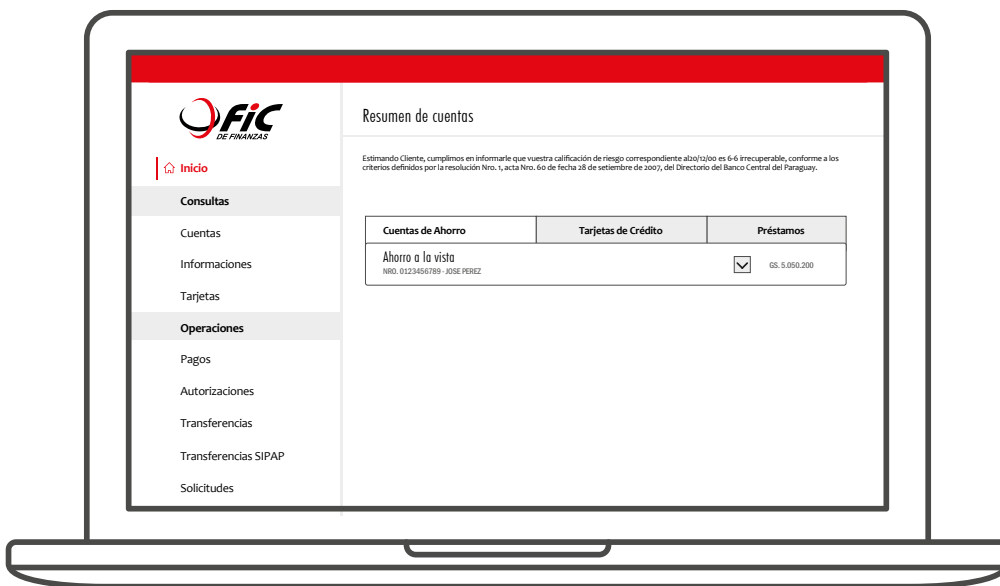 FiC
DE FINANZAS
Inicio
Consultas
Cuentas
Informaciones
Tarjetas
Operaciones
Pagos
Autorizaciones
Transferencias
Transferencias SIPAP
Solicitudes
Resumen de cuentas
Estimando Cliente, cumplimos en informarle que vuestra calificación de riesgo correspondiente al20/12/00 es 6-6 irrecuperable, conforme a los
criterios definidos por la resolución Nro. 1, acta Nro. 60 de fecha 28 de setiembre de 2007, del Directorio del Banco Central del Paraguay.
Cuentas de Ahorro Tarjetas de Crédito Préstamos
Ahorro a la vista
NRO. 0123456789 - JOSE PEREZ
GS. 5.050.200